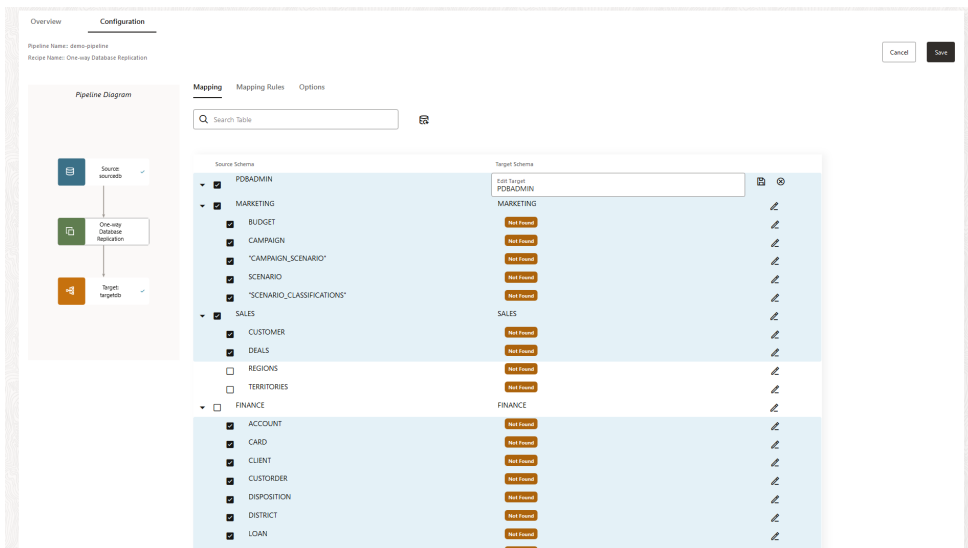 Overview Configuration
Pipeline Name:: demo-pipeline
Recipe Name:: One-way Database Replication
Cancel Save
Pipeline Diagram
Source:
sourcedb
One-way
Database
Replication
Target:
targetdb
Mapping Mapping Rules Options
Search Table
Source Schema Target Schema
PDBADMIN
Edit Target
PDBADMIN
MARKETING MARKETING
BUDGET Not Found
CAMPAIGN Not Found
"CAMPAIGN_SCENARIO" Not Found
SCENARIO Not Found
"SCENARIO_CLASSIFICATIONS" Not Found
SALES SALES
CUSTOMER Not Found
DEALS Not Found
REGIONS Not Found
TERRITORIES Not Found
FINANCE FINANCE
ACCOUNT Not Found
CARD Not Found
CLIENT Not Found
CUSTORDER Not Found
DISPOSITION Not Found
DISTRICT Not Found
LOAN Not Found